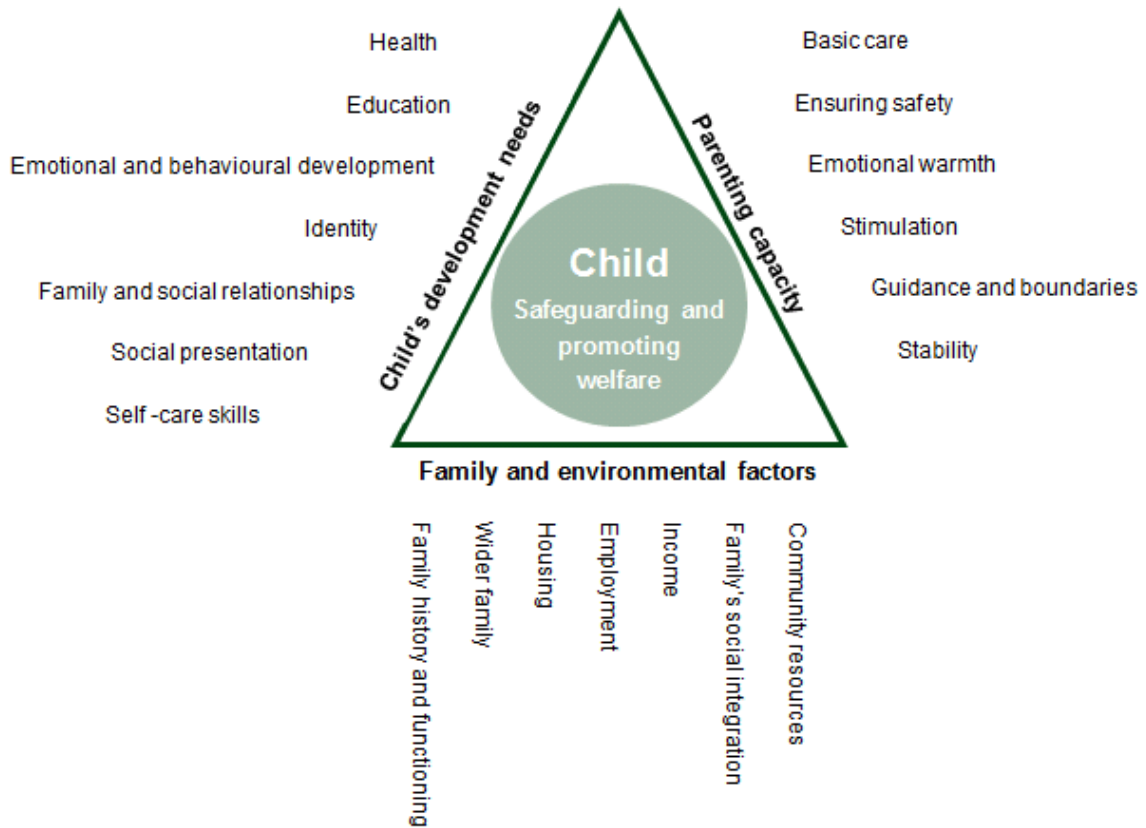 Health
Education
Emotional and behavioural development
Identity
Family and social relationships
Social presentation
Self -care skills
Child's development needs
Child
Safeguarding and
promoting
welfare
Parenting capacity
Basic care
Ensuring safety
Emotional warmth
Stimulation
Guidance and boundaries
Stability
Family and environmental factors
Family history and functioning
Wider family
Housing
Employment
Income
Family's social integration
Community resources